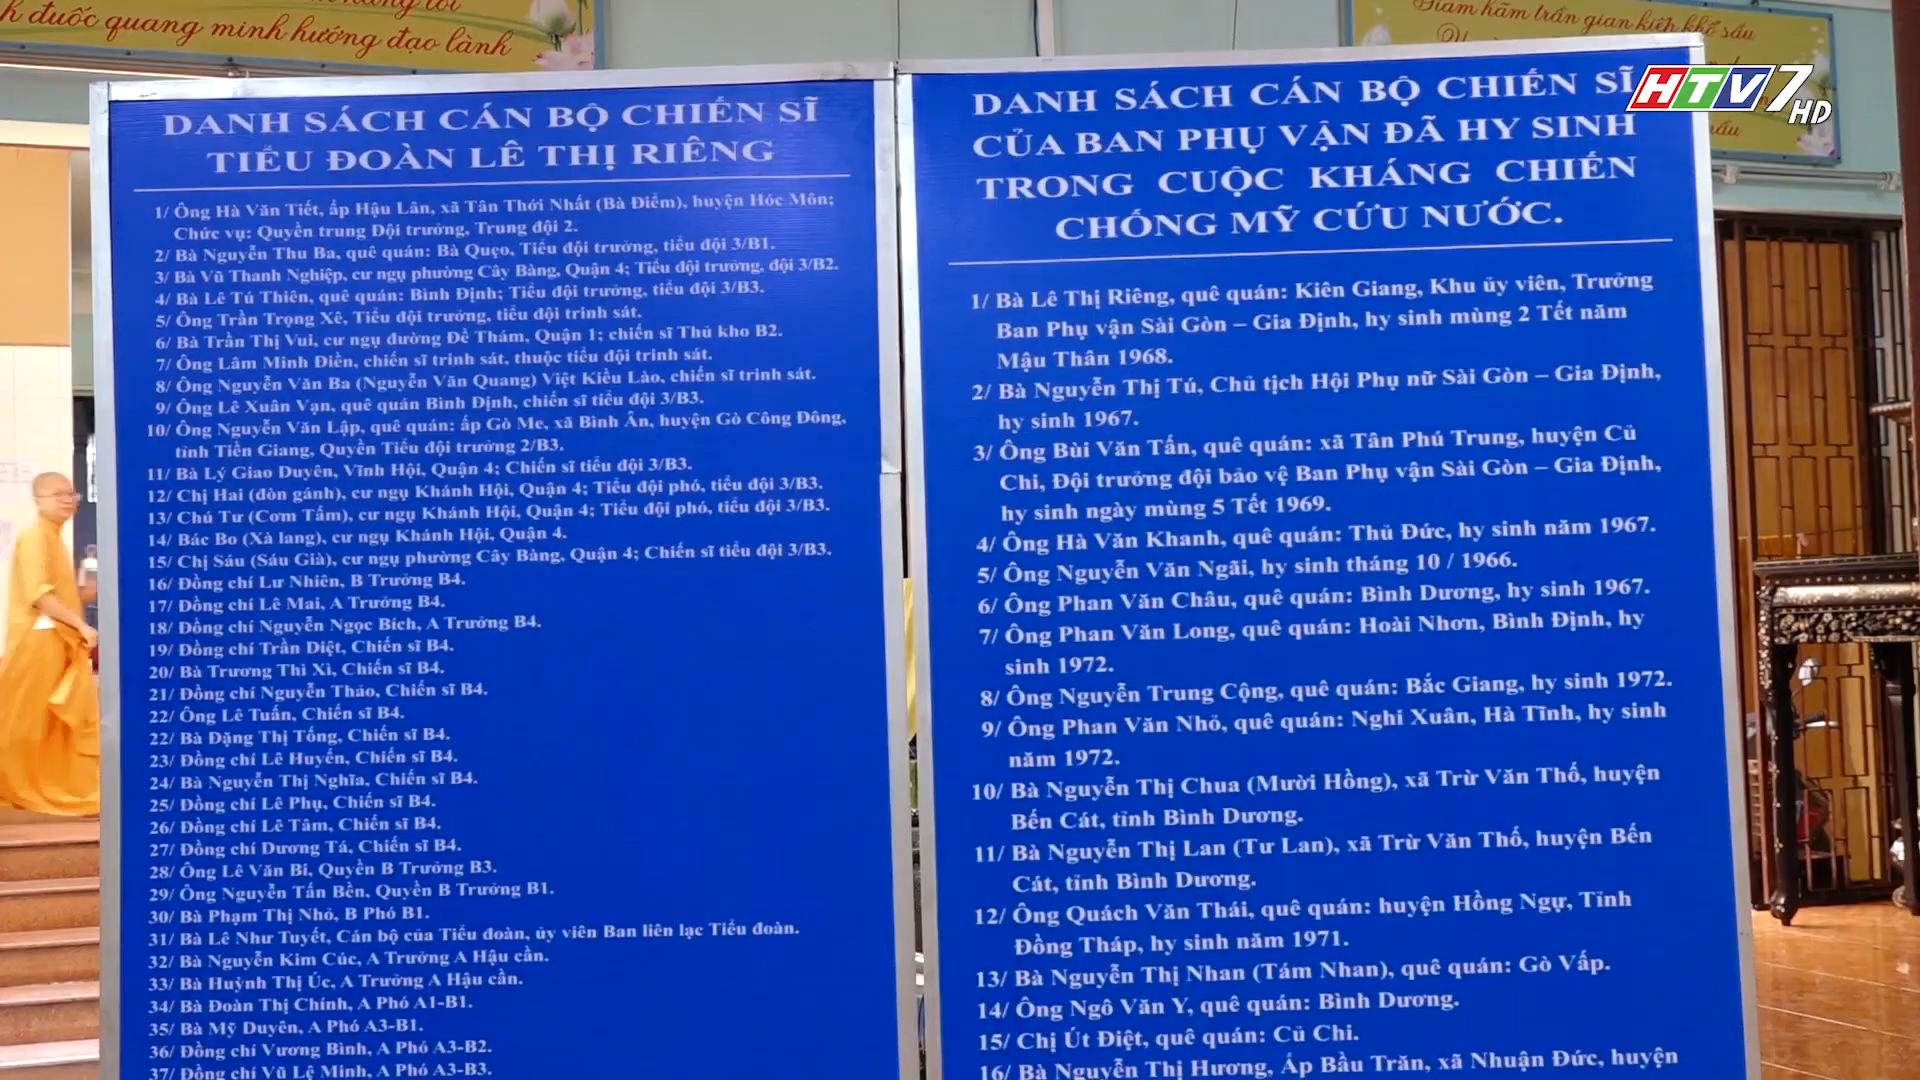 đuốc quang minh hướng đạo lành
Giam hãm trần gian kiếp khổ sầu
HTV7 HD
DANH SÁCH CÁN BỘ CHIẾN SĨ
TIỂU ĐOÀN LÊ THỊ RIÊNG
1/ Ông Hà Văn Tiết, ấp Hậu Lân, xã Tân Thới Nhất (Bà Điểm), huyện Hóc Môn;
Chức vụ: Quyền trung Đội trưởng, Trung đội 2.
2/ Bà Nguyễn Thu Ba, quê quán: Bà Quẹo, Tiểu đội trưởng, tiểu đội 3/B1.
3/ Bà Vũ Thanh Nghiệp, cư ngụ phường Cây Bàng, Quận 4; Tiểu đội trưởng, đội 3/B2.
4/ Bà Lê Tú Thiên, quê quán: Bình Định; Tiểu đội trưởng, tiểu đội 3/B3.
5/ Ông Trần Trọng Xê, Tiểu đội trưởng, tiểu đội trinh sát.
6/ Bà Trần Thị Vui, cư ngụ đường Đề Thám, Quận 1; chiến sĩ Thủ kho B2.
7/ Ông Lâm Minh Điền, chiến sĩ trinh sát, thuộc tiểu đội trinh sát.
8/ Ông Nguyễn Văn Ba (Nguyễn Văn Quang) Việt Kiều Lào, chiến sĩ trinh sát.
9/ Ông Lê Xuân Vạn, quê quán Bình Định, chiến sĩ tiểu đội 3/B3.
10/ Ông Nguyễn Văn Lập, quê quán: ấp Gò Me, xã Bình Ân, huyện Gò Công Đông,
tỉnh Tiền Giang, Quyền Tiểu đội trưởng 2/B3.
11/ Bà Lý Giao Duyên, Vĩnh Hội, Quận 4; Chiến sĩ tiểu đội 3/B3.
12/ Chị Hai (đòn gánh), cư ngụ Khánh Hội, Quận 4; Tiểu đội phó, tiểu đội 3/B3.
13/ Chú Tư (Cơm Tấm), cư ngụ Khánh Hội, Quận 4; Tiểu đội phó, tiểu đội 3/B3.
14/ Bác Bo (Xà lang), cư ngụ Khánh Hội, Quận 4.
15/ Chị Sáu (Sáu Già), cư ngụ phường Cây Bàng, Quận 4; Chiến sĩ tiểu đội 3/B3.
16/ Đồng chí Lư Nhiên, B Trưởng B4.
17/ Đồng chí Lê Mai, A Trưởng B4.
18/ Đồng chí Nguyễn Ngọc Bích, A Trưởng B4.
19/ Đồng chí Trần Diệt, Chiến sĩ B4.
20/ Bà Trương Thì Xì, Chiến sĩ B4.
21/ Đồng chí Nguyễn Thảo, Chiến sĩ B4.
22/ Ông Lê Tuấn, Chiến sĩ B4.
22/ Bà Đặng Thị Tống, Chiến sĩ B4.
23/ Đồng chí Lê Huyến, Chiến sĩ B4.
24/ Bà Nguyễn Thị Nghĩa, Chiến sĩ B4.
25/ Đồng chí Lê Phụ, Chiến sĩ B4.
26/ Đồng chí Lê Tâm, Chiến sĩ B4.
27/ Đồng chí Dương Tá, Chiến sĩ B4.
28/ Ông Lê Văn Bi, Quyền B Trưởng B3.
29/ Ông Nguyễn Tấn Bền, Quyền B Trưởng B1.
30/ Bà Phạm Thị Nhỏ, B Phó B1.
31/ Bà Lê Như Tuyết, Cán bộ của Tiểu đoàn, ủy viên Ban liên lạc Tiểu đoàn.
32/ Bà Nguyễn Kim Cúc, A Trưởng A Hậu cần.
33/ Bà Huỳnh Thị Úc, A Trưởng A Hậu cần.
34/ Bà Đoàn Thị Chính, A Phó A1-B1.
35/ Bà Mỹ Duyên, A Phó A3-B1.
36/ Đồng chí Vương Bình, A Phó A3-B2.
37/ Đồng chí Vũ Lệ Minh, A Phó A3-B3.
DANH SÁCH CÁN BỘ CHIẾN SĨ
CỦA BAN PHỤ VẬN ĐÃ HY SINH
TRONG CUỘC KHÁNG CHIẾN
CHỐNG MỸ CỨU NƯỚC.
1/ Bà Lê Thị Riêng, quê quán: Kiên Giang, Khu ủy viên, Trưởng
Ban Phụ vận Sài Gòn – Gia Định, hy sinh mùng 2 Tết năm
Mậu Thân 1968.
2/ Bà Nguyễn Thị Tú, Chủ tịch Hội Phụ nữ Sài Gòn – Gia Định,
hy sinh 1967.
3/ Ông Bùi Văn Tấn, quê quán: xã Tân Phú Trung, huyện Củ
Chi, Đội trưởng đội bảo vệ Ban Phụ vận Sài Gòn – Gia Định,
hy sinh ngày mùng 5 Tết 1969.
4/ Ông Hà Văn Khanh, quê quán: Thủ Đức, hy sinh năm 1967.
5/ Ông Nguyễn Văn Ngãi, hy sinh tháng 10 / 1966.
6/ Ông Phan Văn Châu, quê quán: Bình Dương, hy sinh 1967.
7/ Ông Phan Văn Long, quê quán: Hoài Nhơn, Bình Định, hy
sinh 1972.
8/ Ông Nguyễn Trung Cộng, quê quán: Bắc Giang, hy sinh 1972.
9/ Ông Phan Văn Nhỏ, quê quán: Nghi Xuân, Hà Tĩnh, hy sinh
năm 1972.
10/ Bà Nguyễn Thị Chua (Mười Hồng), xã Trừ Văn Thố, huyện
Bến Cát, tỉnh Bình Dương.
11/ Bà Nguyễn Thị Lan (Tư Lan), xã Trừ Văn Thố, huyện Bến
Cát, tỉnh Bình Dương.
12/ Ông Quách Văn Thái, quê quán: huyện Hồng Ngự, Tỉnh
Đồng Tháp, hy sinh năm 1971.
13/ Bà Nguyễn Thị Nhan (Tám Nhan), quê quán: Gò Vấp.
14/ Ông Ngô Văn Y, quê quán: Bình Dương.
15/ Chị Út Điệt, quê quán: Củ Chi.
16/ Bà Nguyễn Thị Hương, Ấp Bầu Trăn, xã Nhuận Đức, huyện